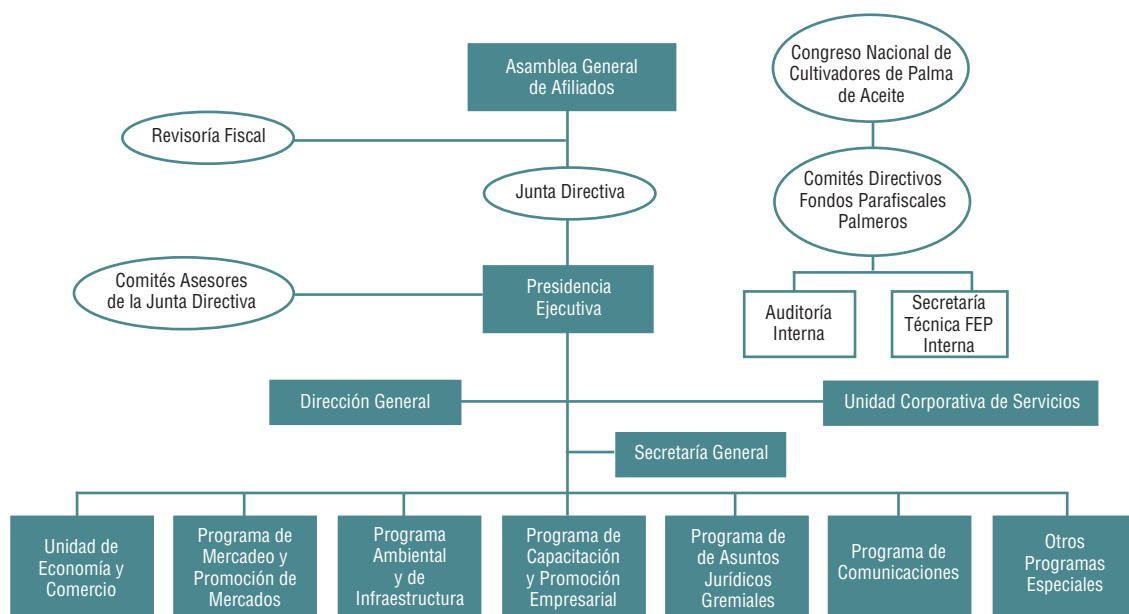 Asamblea General
de Afiliados
Congreso Nacional de
Cultivadores de Palma
de Aceite
Revisoría Fiscal
Junta Directiva
Comités Directivos
Fondos Parafiscales
Palmeros
Comités Asesores
de la Junta Directiva
Presidencia
Ejecutiva
Auditoría
Interna
Secretaría
Técnica FEP
Interna
Dirección General
Unidad Corporativa de Servicios
Secretaría General
Unidad de
Economía y
Comercio
Programa de
Mercadeo y
Promoción de
Mercados
Programa
Ambiental
y de
Infraestructura
Programa de
Capacitación
y Promoción
Empresarial
Programa de
de Asuntos
Jurídicos
Gremiales
Programa de
Comunicaciones
Otros
Programas
Especiales